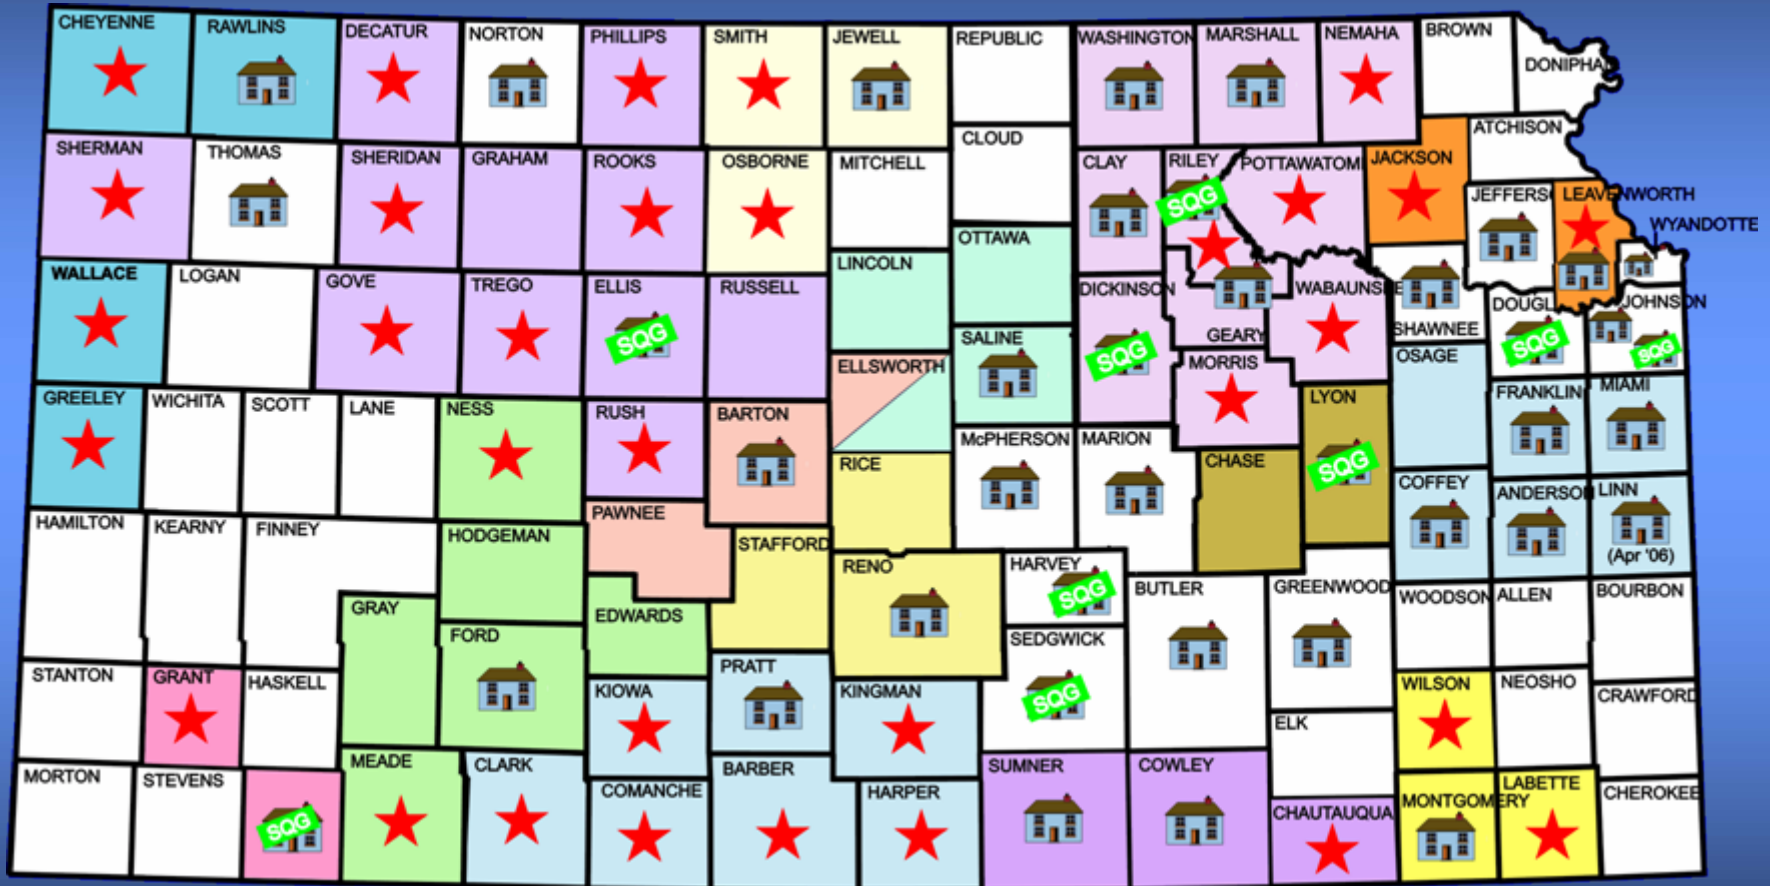 CHEYENNE
RAWLINS
DECATUR
NORTON
PHILLIPS
SMITH
JEWELL
REPUBLIC
WASHINGTON
MARSHALL
NEMAHA
BROWN
DONIPHA
SHERMAN
THOMAS
SHERIDAN
GRAHAM
ROOKS
OSBORNE
MITCHELL
CLOUD
CLAY
RILEY
SQG
POTTAWATOM
JACKSON
ATCHISON
JEFFERS
LEAVENWORTH
WYANDOTTE
WALLACE
LOGAN
GOVE
TREGO
ELLIS
SQG
RUSSELL
LINCOLN
OTTAWA
DICKINSON
SQG
GEARY
WABAUNSEE
SHAWNEE
DOUGL
SQG
JOHNSON
SQG
ELLSWORTH
SALINE
MORRIS
OSAGE
FRANKLIN
MIAMI
GREELEY
WICHITA
SCOTT
LANE
NESS
RUSH
BARTON
RICE
McPHERSON
MARION
CHASE
LYON
SQG
COFFEY
ANDERSON
LINN
(Apr '06)
HAMILTON
KEARNY
FINNEY
HODGEMAN
PAWNEE
STAFFORD
RENO
HARVEY
SQG
BUTLER
GREENWOOD
WOODSON
ALLEN
BOURBON
GRAY
FORD
EDWARDS
SEDGWICK
SQG
STANTON
GRANT
HASKELL
KIOWA
PRATT
KINGMAN
ELK
WILSON
NEOSHO
CRAWFORD
MORTON
STEVENS
SQG
MEADE
CLARK
COMANCHE
BARBER
HARPER
SUMNER
COWLEY
CHAUTAUQUA
MONTGOMERY
LABETTE
CHEROKEE